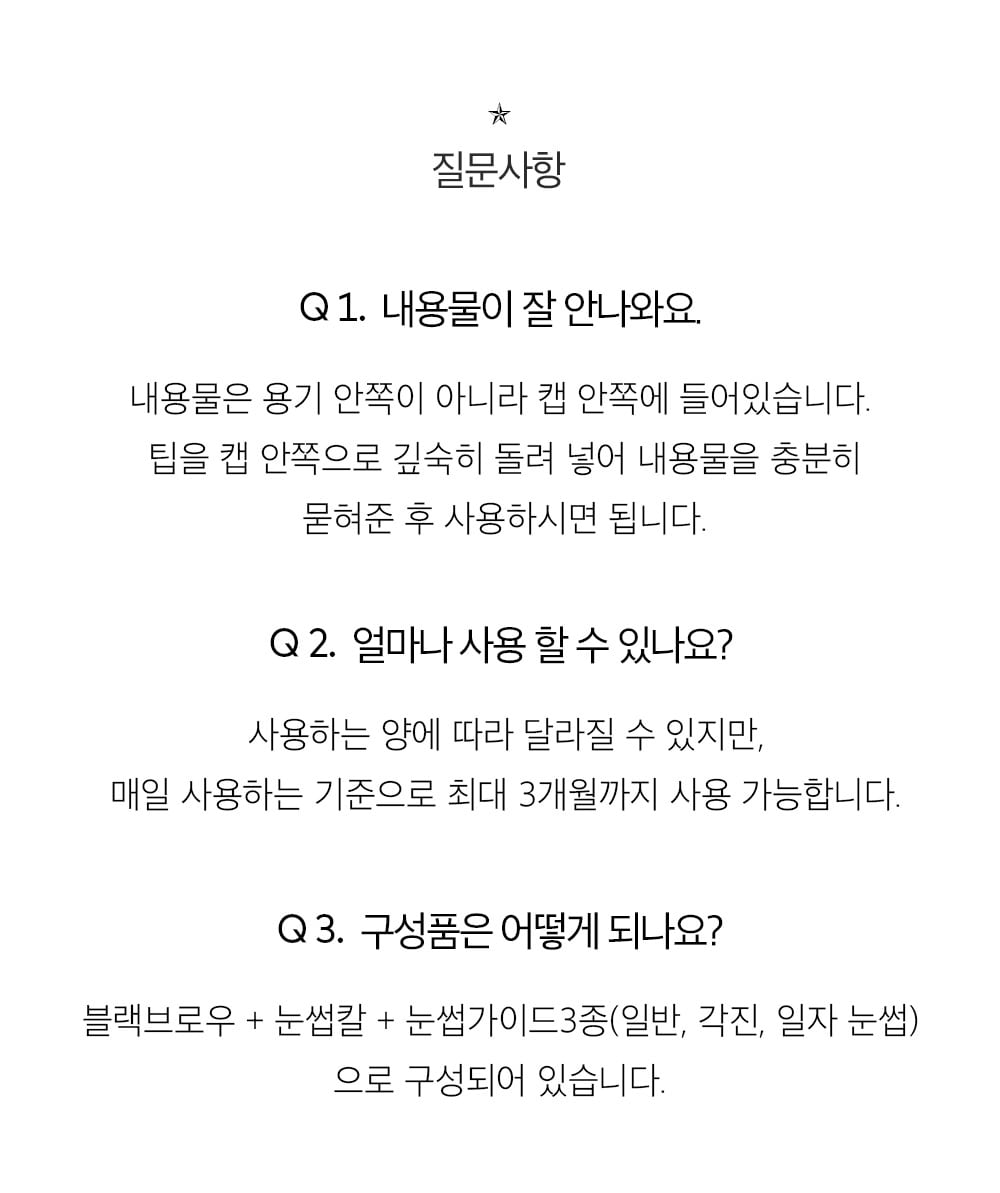 질문사항
Q 1. 내용물이 잘 안나와요.
내용물은 용기 안쪽이 아니라 캡 안쪽에 들어있습니다.
팁을 캡 안쪽으로 깊숙히 돌려 넣어 내용물을 충분히
묻혀준 후 사용하시면 됩니다.
Q 2. 얼마나 사용 할 수 있나요?
사용하는 양에 따라 달라질 수 있지만,
매일 사용하는 기준으로 최대 3개월까지 사용 가능합니다.
Q 3. 구성품은 어떻게 되나요?
블랙브로우 + 눈썹칼 + 눈썹가이드3종(일반, 각진, 일자 눈썹)
으로 구성되어 있습니다.